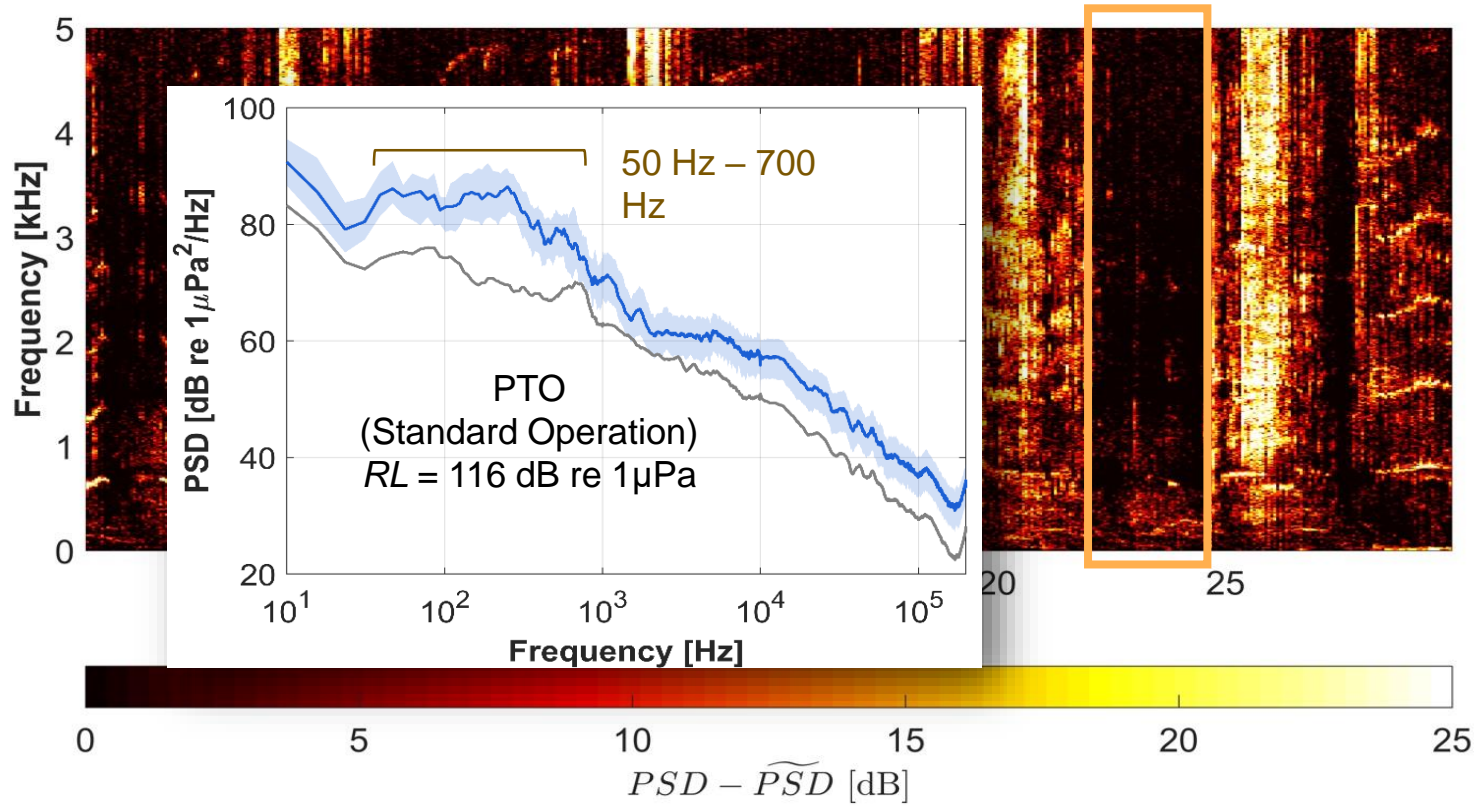 5
4
3
2
1
0
Frequency [kHz]
100
80
60
40
20
PSD [dB re 1μPa²/Hz]
50 Hz – 700
Hz
PTO
(Standard Operation)
RL = 116 dB re 1μPa
10¹ 10² 10³ 10⁴ 10⁵
Frequency [Hz]
20 25
0 5 10 15 20 25
PSD − P͠S͠D͠ [dB]